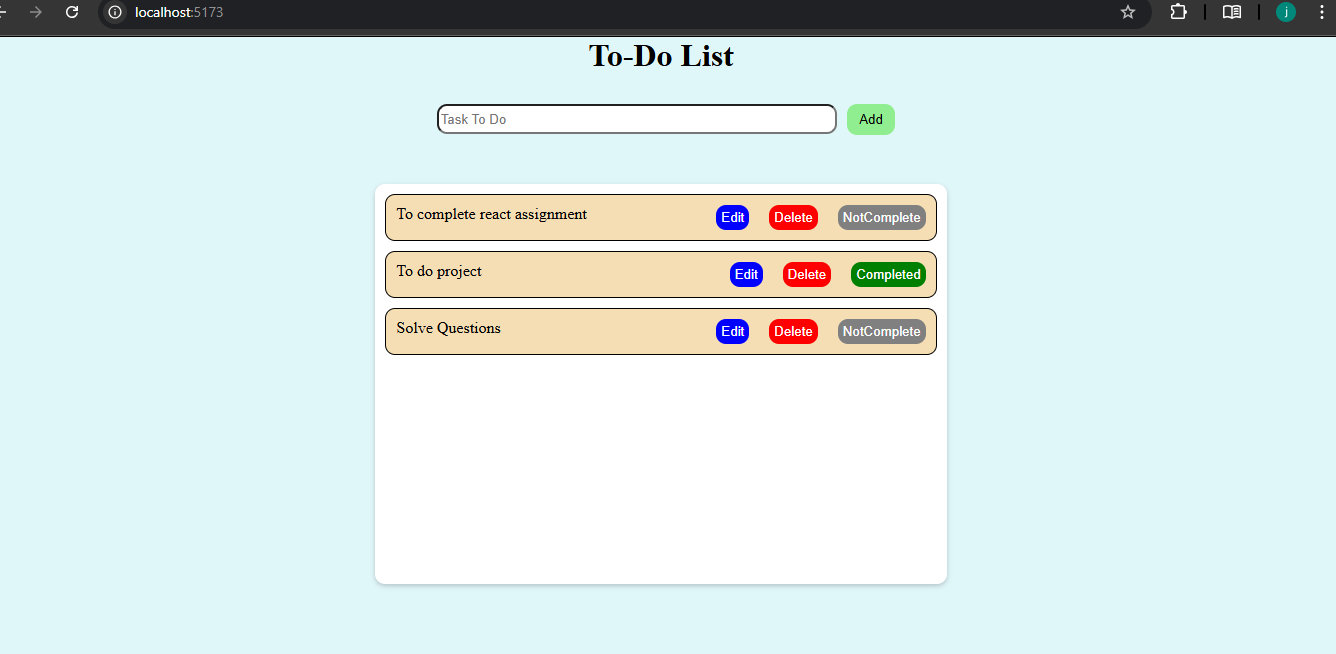 localhost:5173
j
To-Do List
Task To Do Add
To complete react assignment Edit Delete NotComplete
To do project Edit Delete Completed
Solve Questions Edit Delete NotComplete